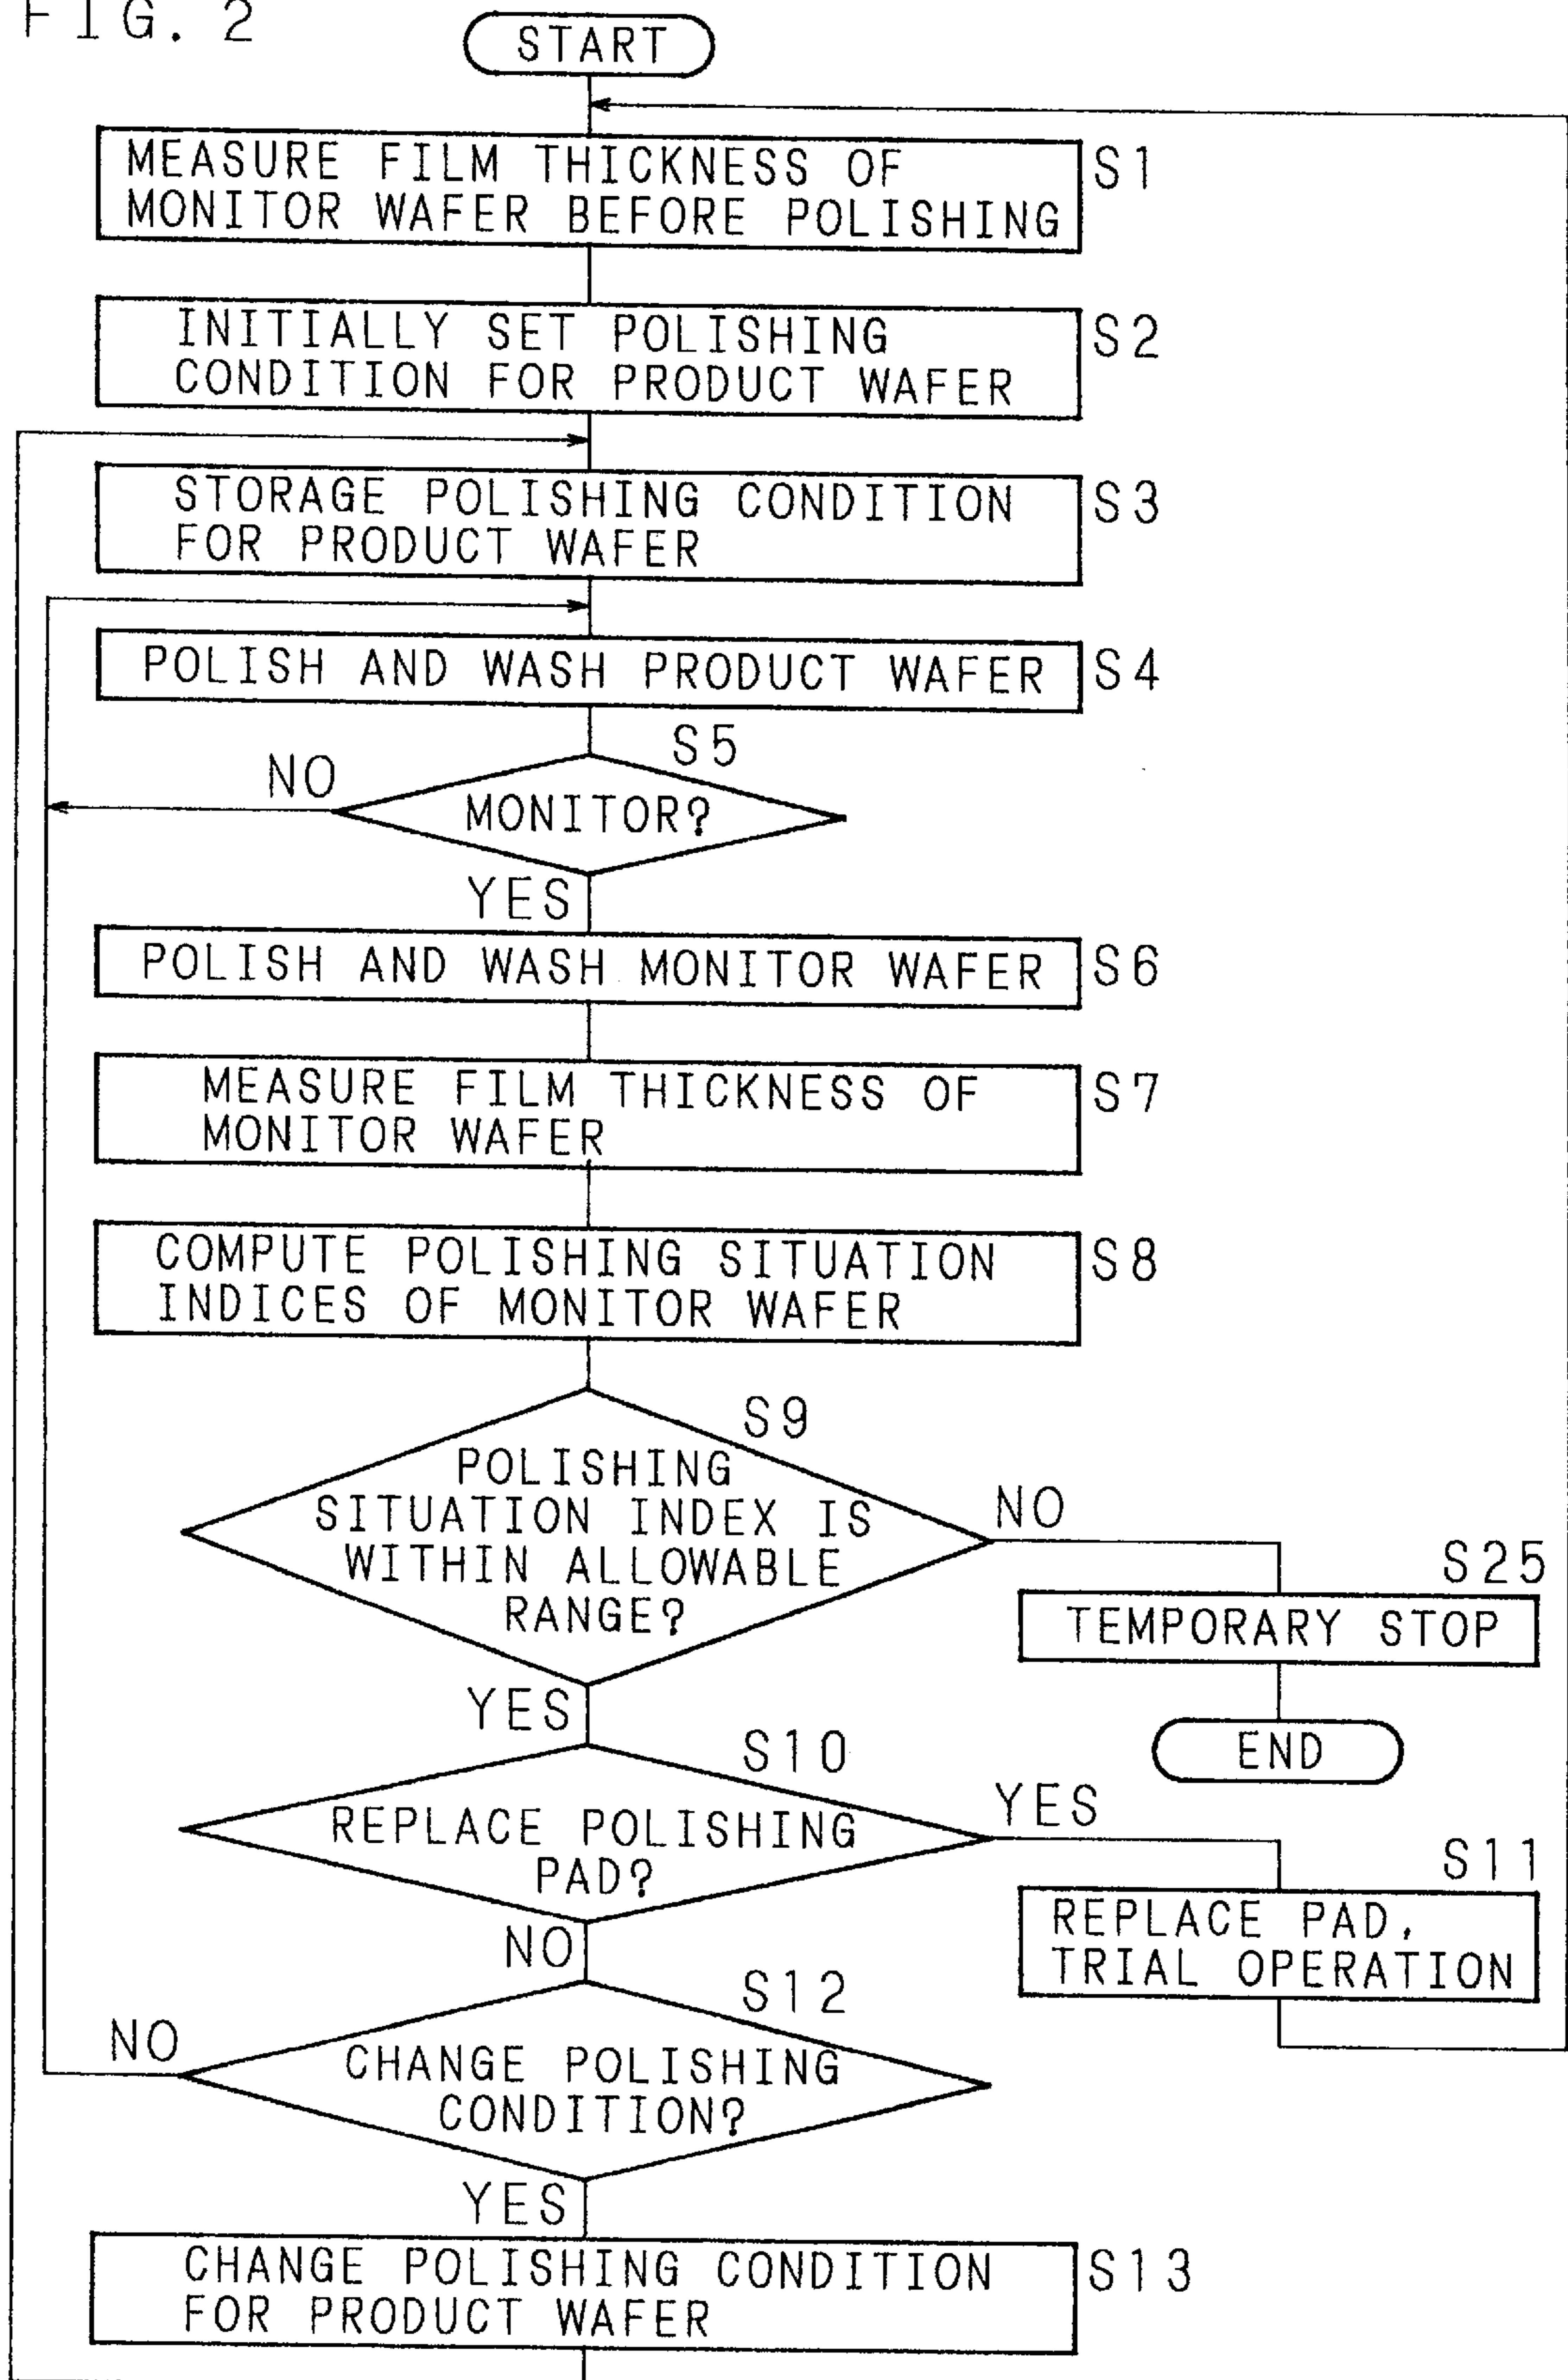 FIG. 2
START
MEASURE FILM THICKNESS OF
MONITOR WAFER BEFORE POLISHING
S1
INITIALLY SET POLISHING
CONDITION FOR PRODUCT WAFER
S2
STORAGE POLISHING CONDITION
FOR PRODUCT WAFER
S3
POLISH AND WASH PRODUCT WAFER
S4
S5
NO
MONITOR?
YES
POLISH AND WASH MONITOR WAFER
S6
MEASURE FILM THICKNESS OF
MONITOR WAFER
S7
COMPUTE POLISHING SITUATION
INDICES OF MONITOR WAFER
S8
S9
POLISHING
SITUATION INDEX IS
WITHIN ALLOWABLE
RANGE?
NO
S25
TEMPORARY STOP
END
YES
S10
REPLACE POLISHING
PAD?
YES
S11
REPLACE PAD,
TRIAL OPERATION
NO
S12
NO
CHANGE POLISHING
CONDITION?
YES
CHANGE POLISHING CONDITION
FOR PRODUCT WAFER
S13